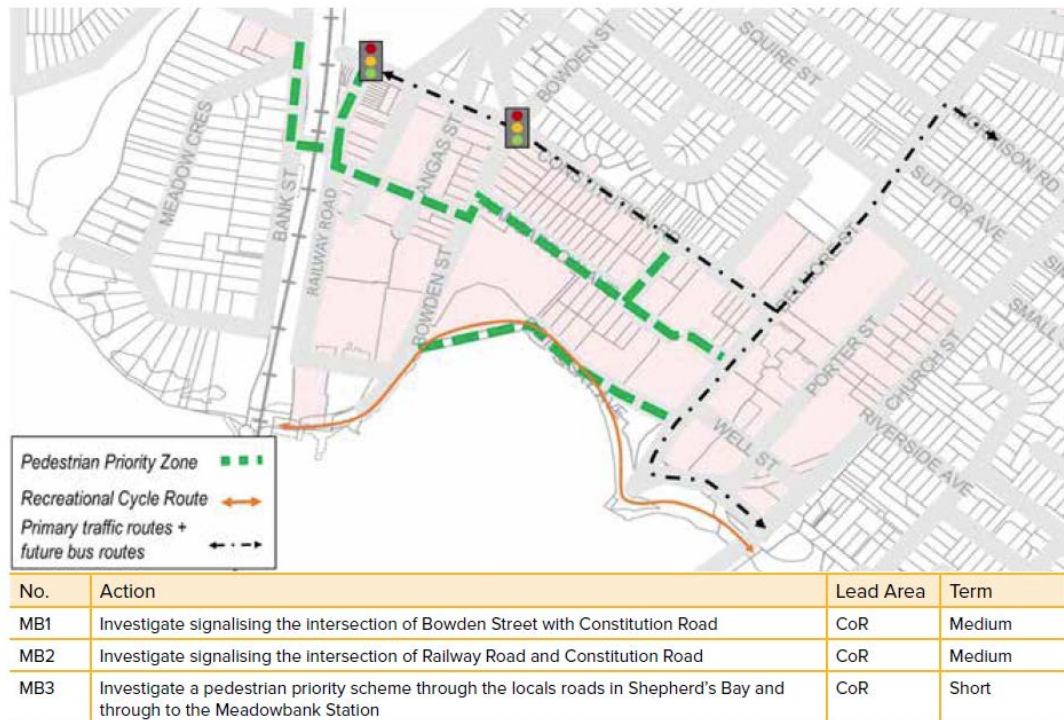 BOWDEN ST
SQUIRE ST
MORRISON RD
MEADOW CRES
ANGAS ST
SUTOR AVE
BANK ST
RAILWAY ROAD
BOWDEN ST
PORTER ST
CHURCH ST
WELL ST
RIVERSIDE AVE
Pedestrian Priority Zone
Recreational Cycle Route
Primary traffic routes +
future bus routes
No. Action Lead Area Term
MB1 Investigate signalising the intersection of Bowden Street with Constitution Road CoR Medium
MB2 Investigate signalising the intersection of Railway Road and Constitution Road CoR Medium
MB3 Investigate a pedestrian priority scheme through the locals roads in Shepherd's Bay and CoR Short
through to the Meadowbank Station